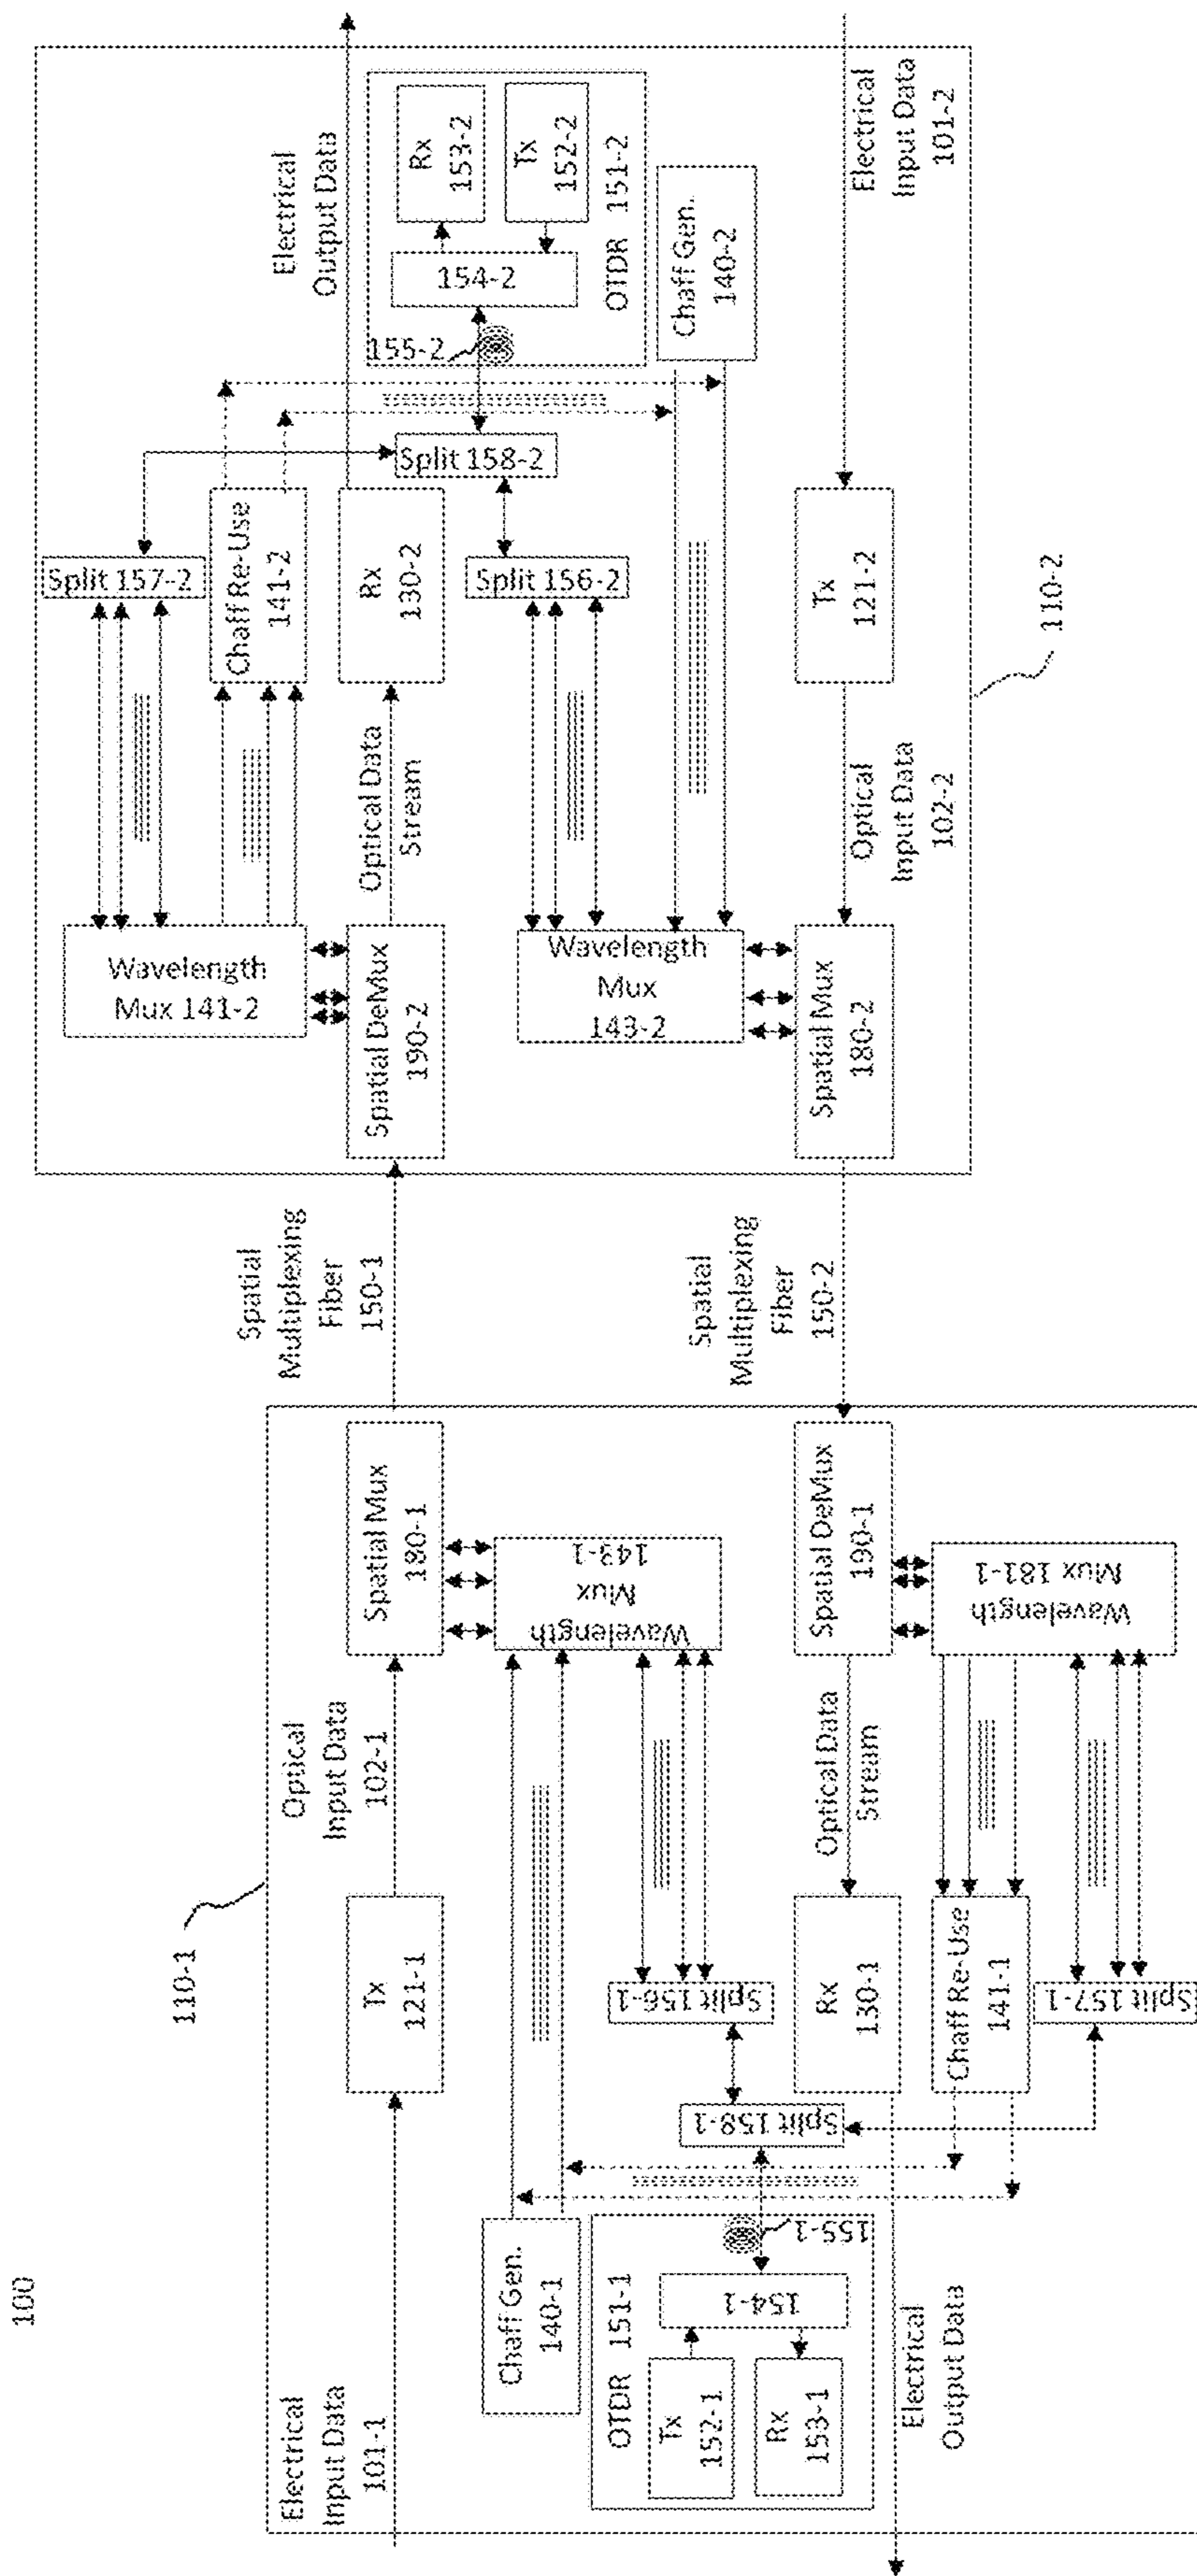 100
110-1
Electrical
Input Data
101-1
Tx
121-1
Optical
Input Data
102-1
Spatial Mux
180-1
Chaff Gen.
140-1
Wavelength
Mux
143-1
OTDR 151-1
Tx
152-1
Rx
153-1
154-1
155-1
Split 158-1
Split 156-1
Rx
130-1
Optical Data
Stream
Spatial DeMux
190-1
Chaff Re-Use
141-1
Wavelength
Mux 181-1
Split 157-1
Electrical
Output Data
Spatial
Multiplexing
Fiber
150-1
Spatial
Multiplexing
Fiber
150-2
Wavelength
Mux 141-2
Split 157-2
Chaff Re-Use
141-2
Spatial DeMux
190-2
Optical Data
Stream
Rx
130-2
Electrical
Output Data
Split 158-2
155-2
154-2
Rx
153-2
Tx
152-2
OTDR 151-2
Split 156-2
Wavelength
Mux
143-2
Chaff Gen.
140-2
Spatial Mux
180-2
Optical
Input Data
102-2
Tx
121-2
Electrical
Input Data
101-2
110-2